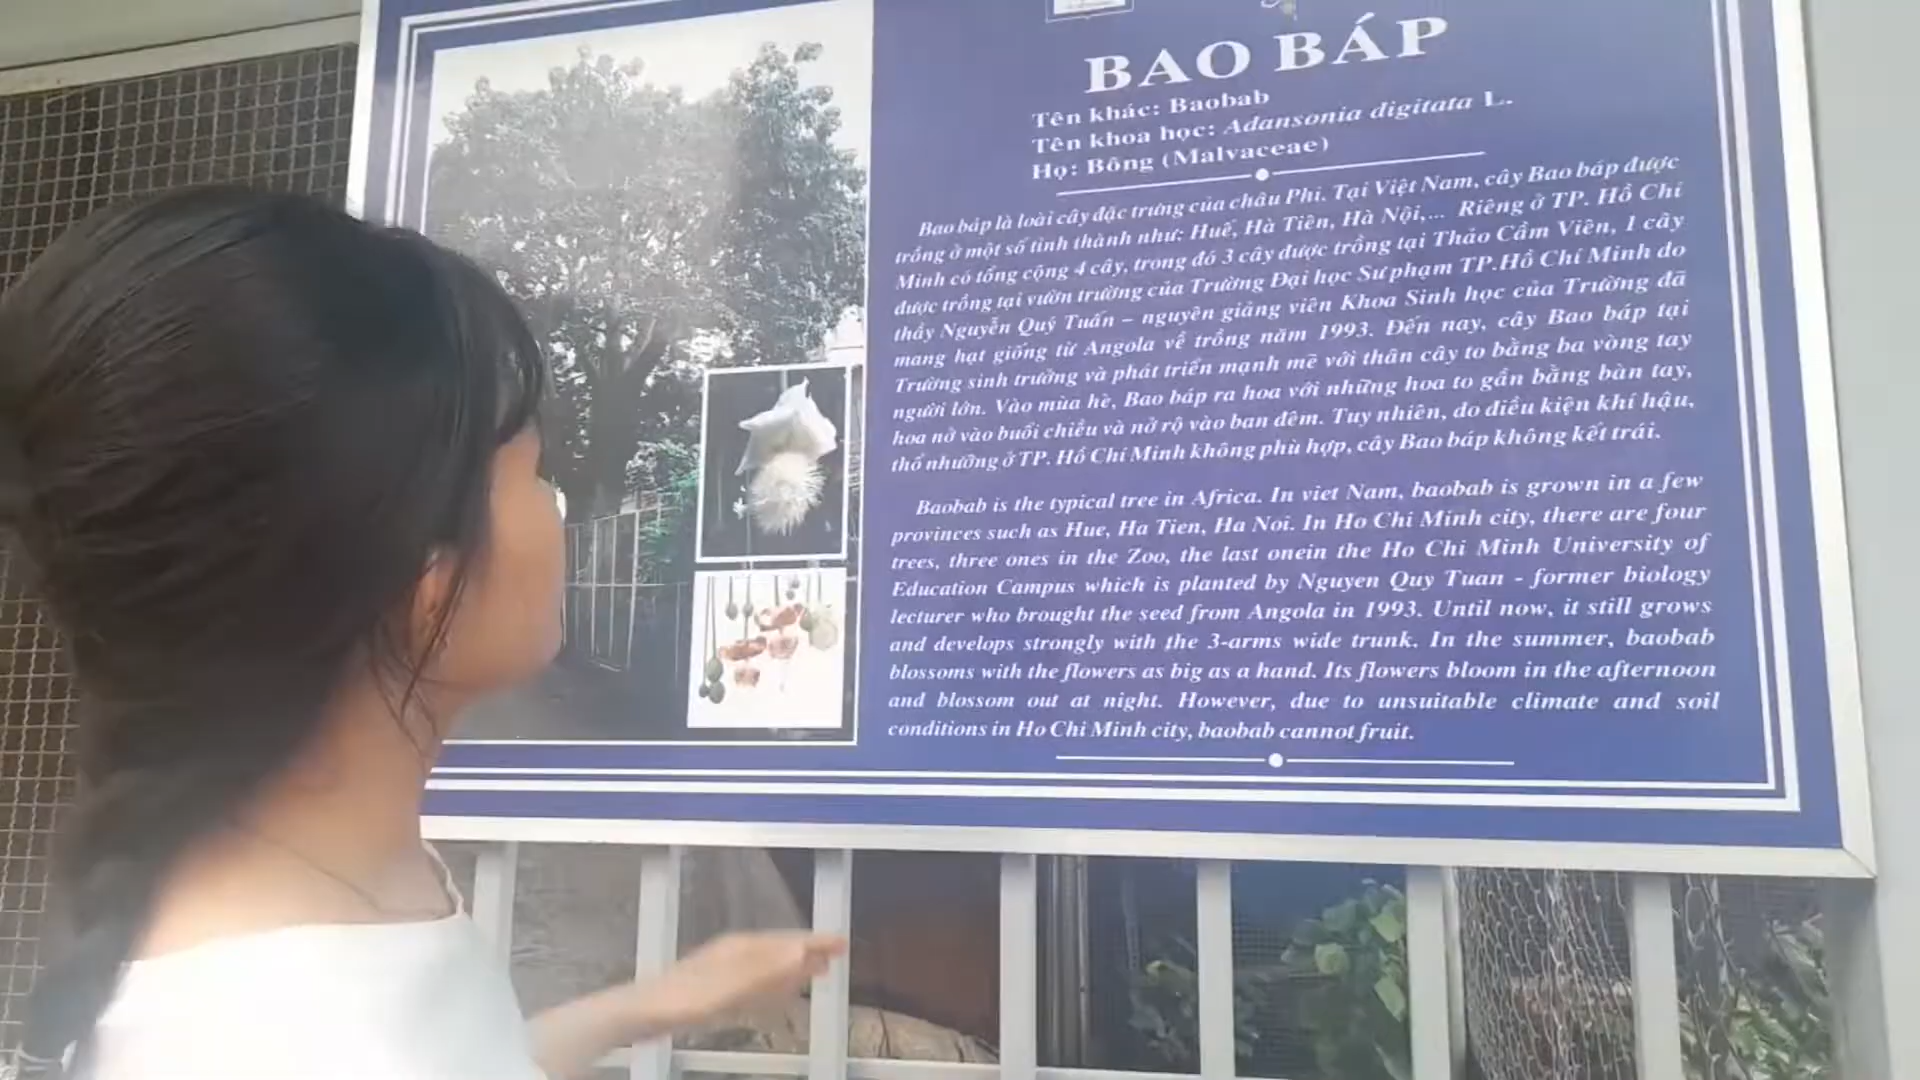 BAO BÁP
Tên khác: Baobab
Tên khoa học: Adansonia digitata L.
Họ: Bông (Malvaceae)
Bao báp là loài cây đặc trưng của châu Phi. Tại Việt Nam, cây Bao báp được
trồng ở một số tỉnh thành như: Huế, Hà Tiên, Hà Nội,... Riêng ở TP. Hồ Chí
Minh có tổng cộng 4 cây, trong đó 3 cây được trồng tại Thảo Cầm Viên, 1 cây
được trồng tại vườn trường của Trường Đại học Sư phạm TP.Hồ Chí Minh do
thầy Nguyễn Quý Tuấn – nguyên giảng viên Khoa Sinh học của Trường đã
mang hạt giống từ Angola về trồng năm 1993. Đến nay, cây Bao báp tại
Trường sinh trưởng và phát triển mạnh mẽ với thân cây to bằng ba vòng tay
người lớn. Vào mùa hè, Bao báp ra hoa với những hoa to gần bằng bàn tay,
hoa nở vào buổi chiều và nở rộ vào ban đêm. Tuy nhiên, do điều kiện khí hậu,
thổ nhưỡng ở TP. Hồ Chí Minh không phù hợp, cây Bao báp không kết trái.
Baobab is the typical tree in Africa. In viet Nam, baobab is grown in a few
provinces such as Hue, Ha Tien, Ha Noi. In Ho Chi Minh city, there are four
trees, three ones in the Zoo, the last onein the Ho Chi Minh University of
Education Campus which is planted by Nguyen Quy Tuan - former biology
lecturer who brought the seed from Angola in 1993. Until now, it still grows
and develops strongly with the 3-arms wide trunk. In the summer, baobab
blossoms with the flowers as big as a hand. Its flowers bloom in the afternoon
and blossom out at night. However, due to unsuitable climate and soil
conditions in Ho Chi Minh city, baobab cannot fruit.